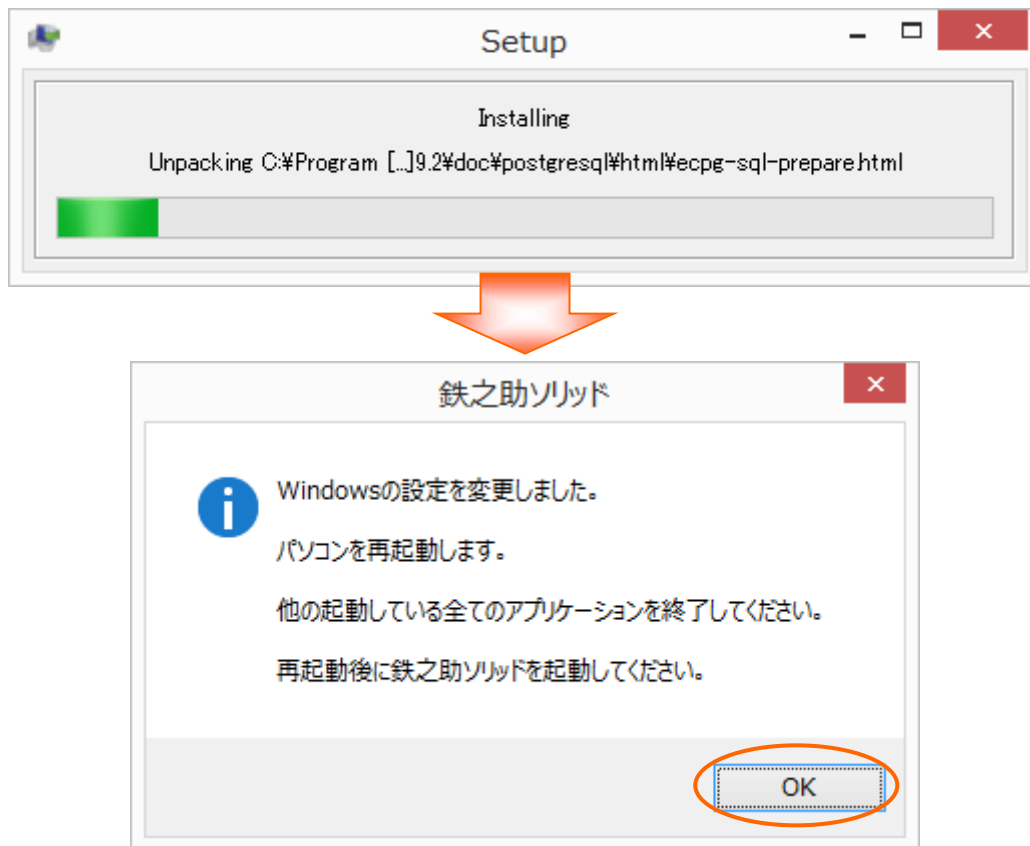 Setup
Installing
Unpacking C:¥Program [...]9.2¥doc¥postgresql¥html¥ecpg-sql-prepare.html
鉄之助ソリッド
Windowsの設定を変更しました。
パソコンを再起動します。
他の起動している全てのアプリケーションを終了してください。
再起動後に鉄之助ソリッドを起動してください。
OK